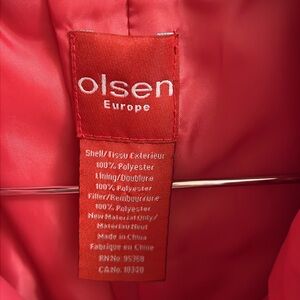 olsen
Europe
Shell/Tissu Exterieur
100% Polyester
Lining/Doublure
100% Polyester
Filler/Rembourrure
100% Polyester
New Material Only/
Materiau Neuf
Made in China
Fabrique en Chine
RN No. 95368
CA No. 10340